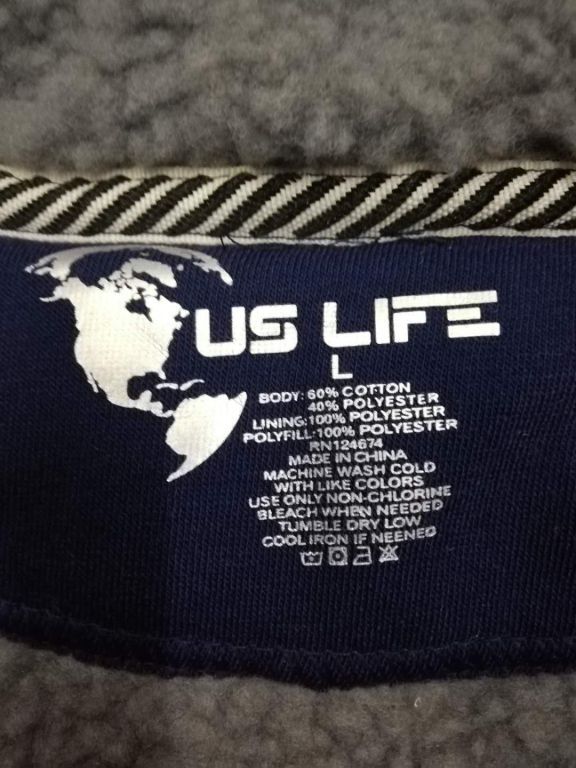 US LIFE
L
BODY: 60% COTTON
40% POLYESTER
LINING: 100% POLYESTER
POLYFILL: 100% POLYESTER
RN124674
MADE IN CHINA
MACHINE WASH COLD
WITH LIKE COLORS
USE ONLY NON-CHLORINE
BLEACH WHEN NEEDED
TUMBLE DRY LOW
COOL IRON IF NEENED